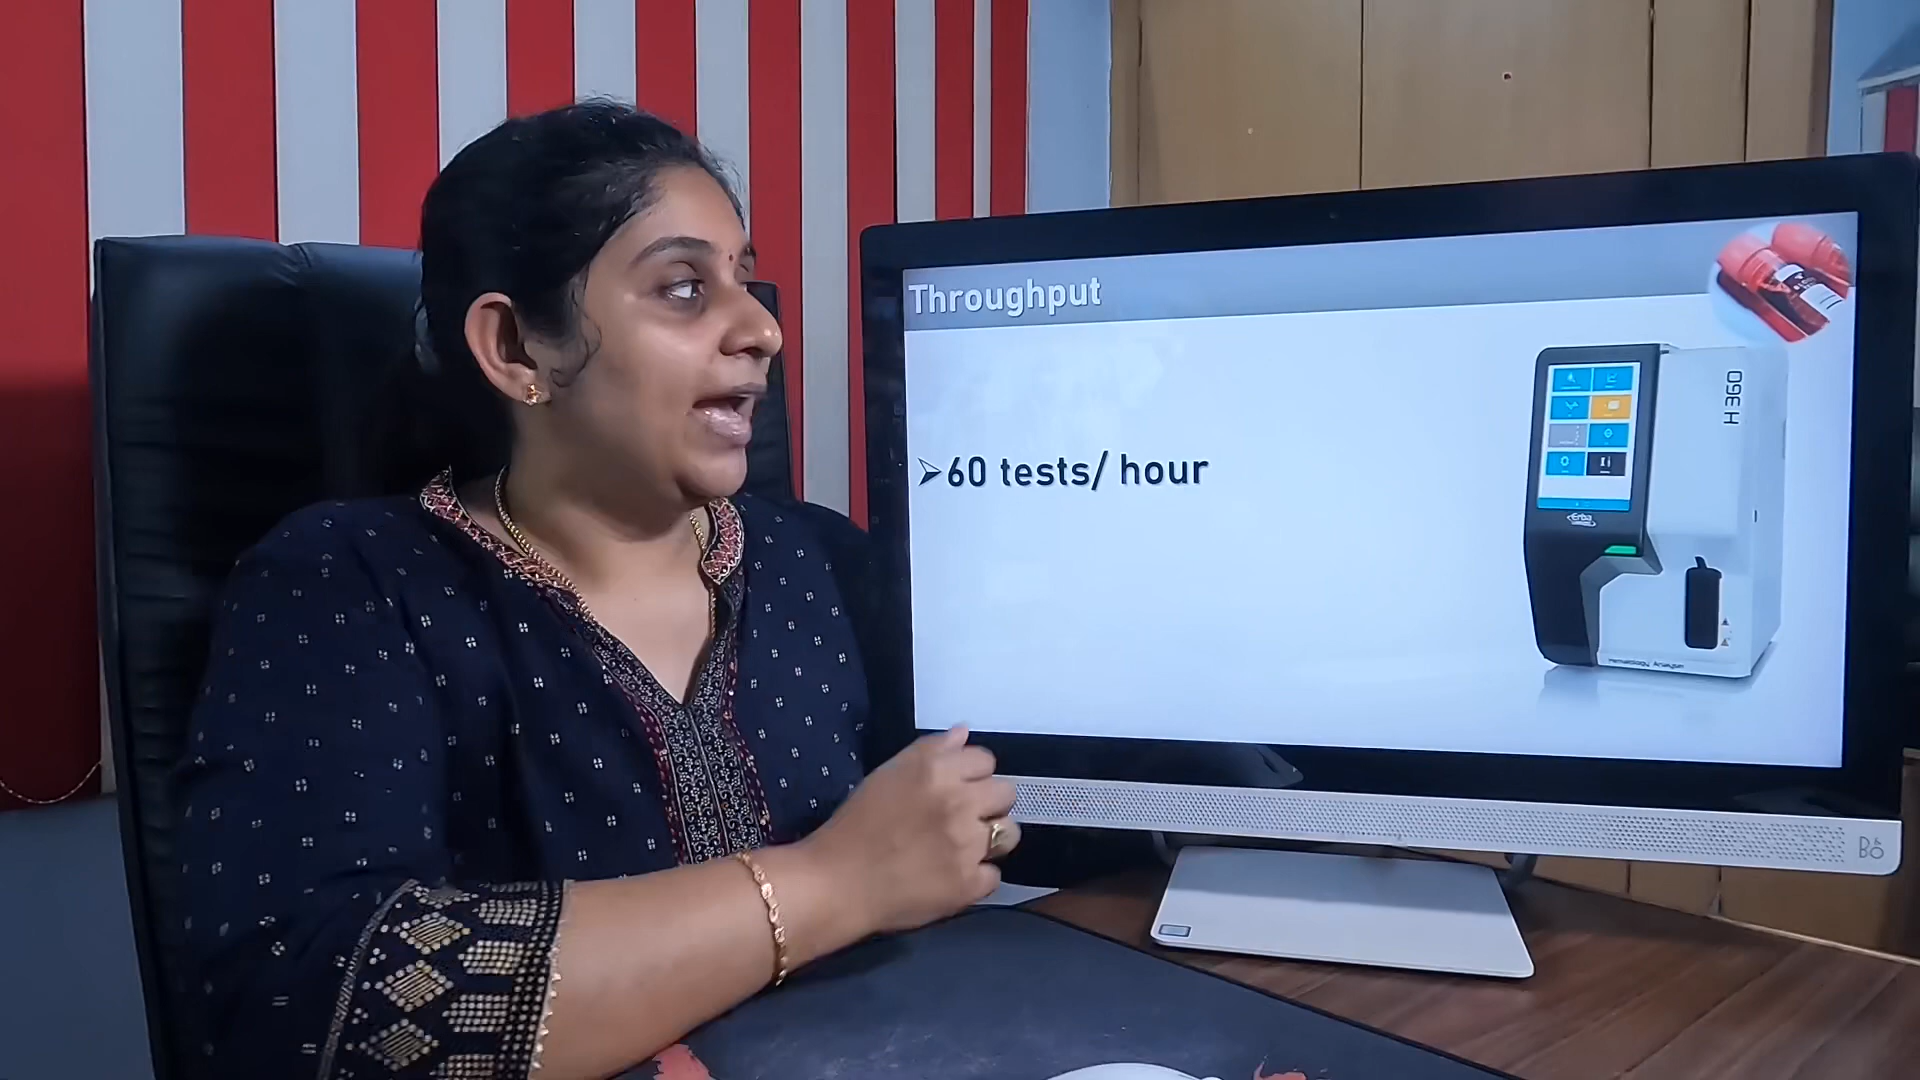 Throughput
H 360
➢60 tests/ hour
Erba
Hematology Analyzer
B&O